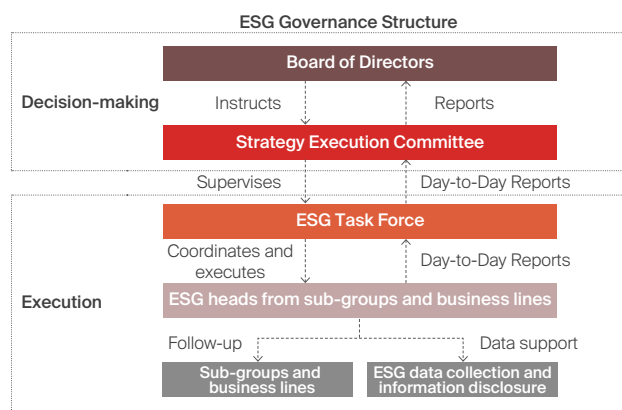 ESG Governance Structure
Board of Directors
Decision-making
Instructs
Reports
Strategy Execution Committee
Supervises
Day-to-Day Reports
ESG Task Force
Coordinates and
executes
Day-to-Day Reports
Execution
ESG heads from sub-groups and business lines
Follow-up
Data support
Sub-groups and
business lines
ESG data collection and
information disclosure